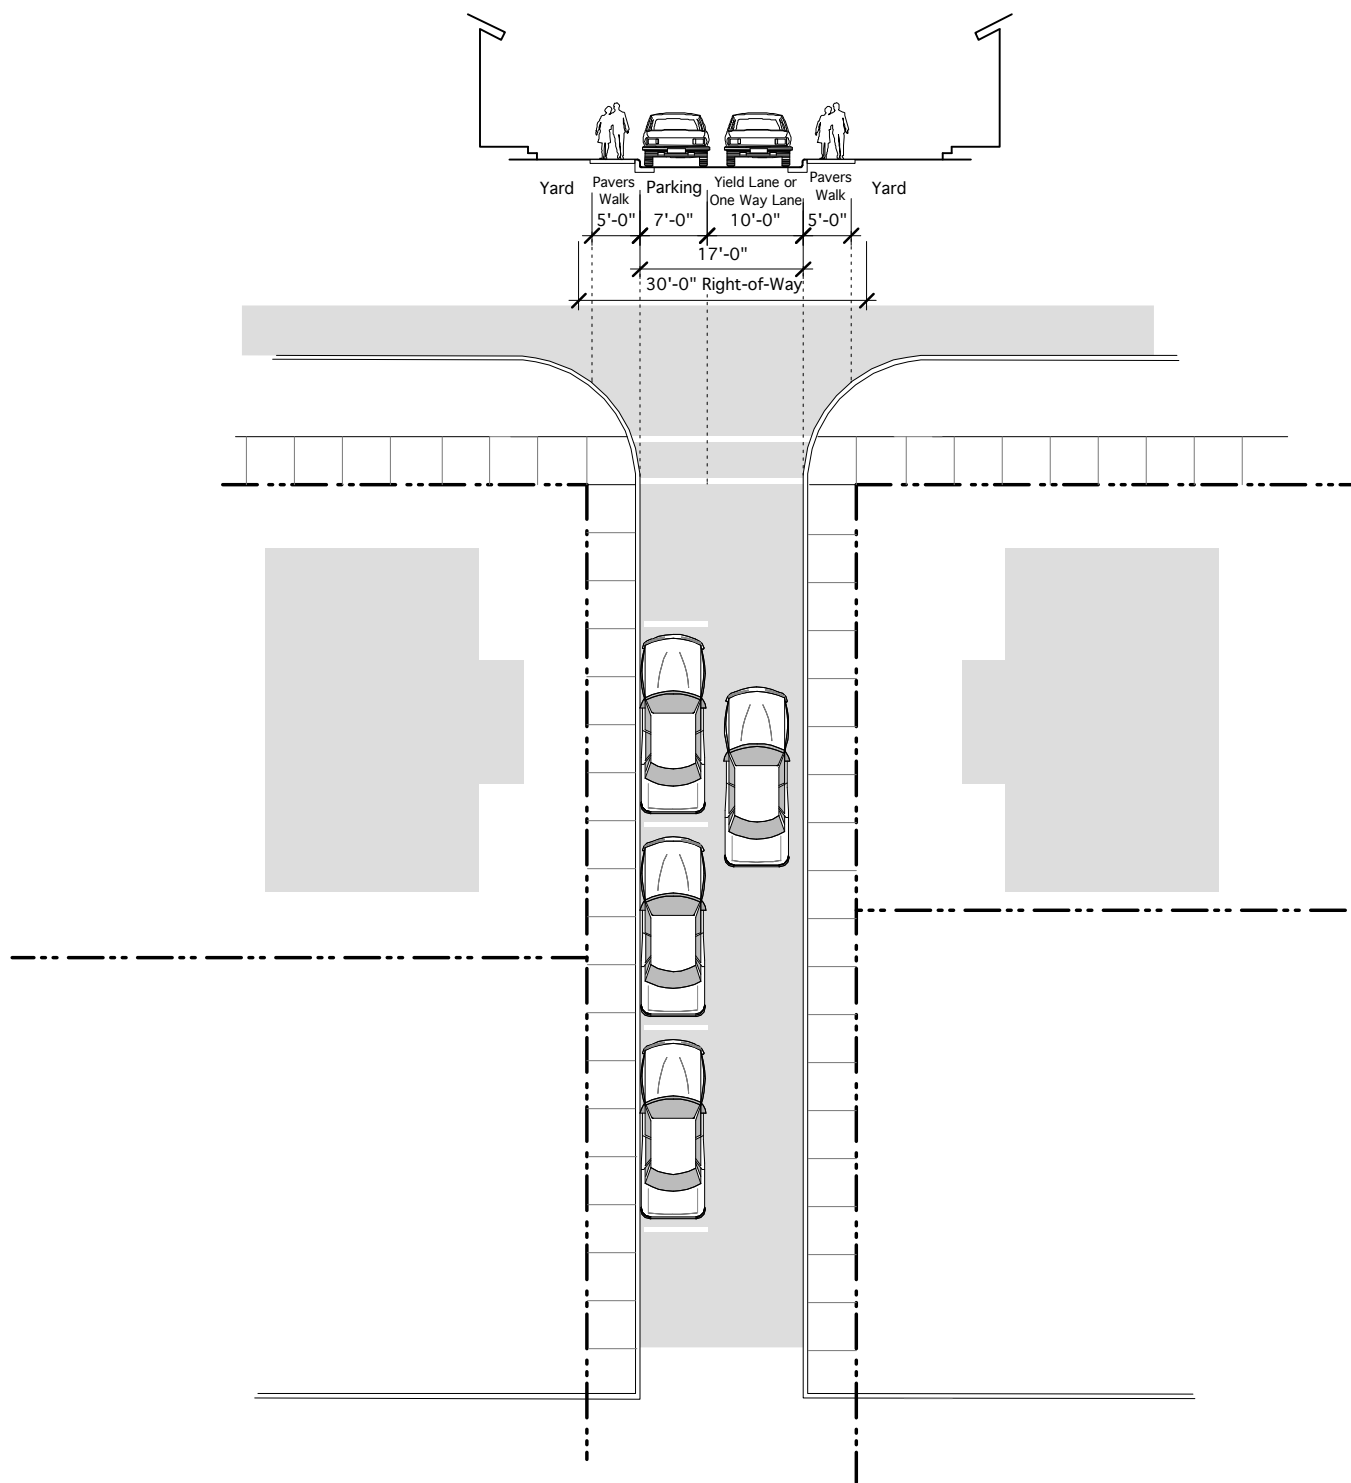 Yard
Pavers
Walk
Parking
Yield Lane or
One Way Lane
Pavers
Walk
Yard
5'-0"
7'-0"
10'-0"
5'-0"
17'-0"
30'-0" Right-of-Way